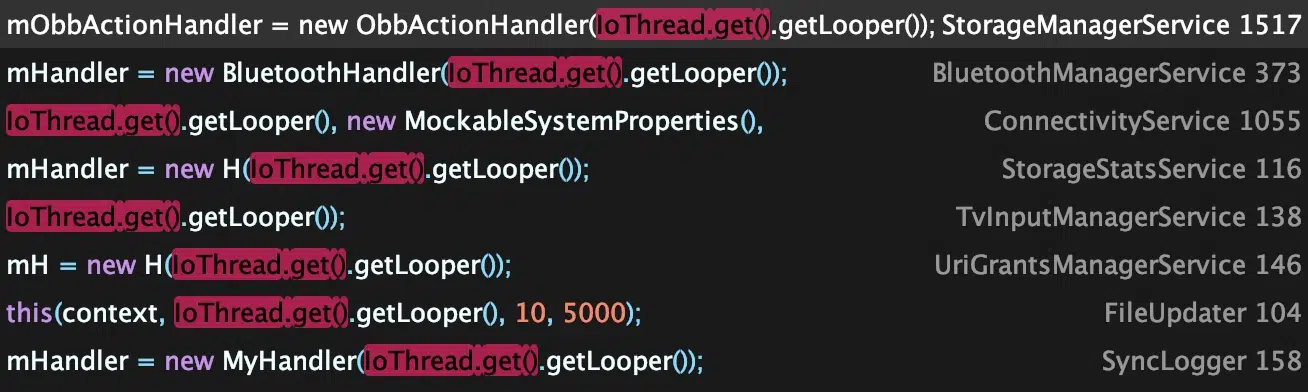 mObbActionHandler = new ObbActionHandler(IoThread.get().getLooper()); StorageManagerService 1517
mHandler = new BluetoothHandler(IoThread.get().getLooper()); BluetoothManagerService 373
IoThread.get().getLooper(), new MockableSystemProperties(), ConnectivityService 1055
mHandler = new H(IoThread.get().getLooper()); StorageStatsService 116
IoThread.get().getLooper()); TvInputManagerService 138
mH = new H(IoThread.get().getLooper()); UriGrantsManagerService 146
this(context, IoThread.get().getLooper(), 10, 5000); FileUpdater 104
mHandler = new MyHandler(IoThread.get().getLooper()); SyncLogger 158